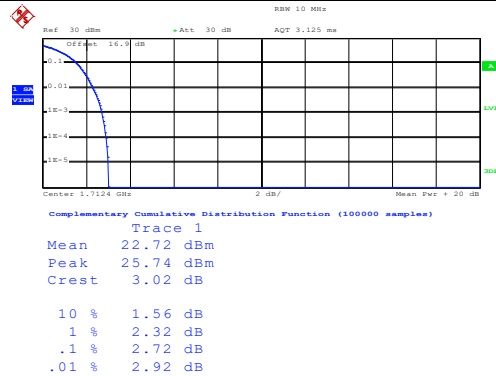 RBW 10 MHz
Ref 30 dBm Att 30 dB AQT 3.125 ms
Offset 16.9 dB
0.1
A
1 SA
VIEW
0.01
1E-3
1E-4
1E-5
Center 1.7124 GHz 2 dB/ Mean Pwr + 20 dB
Complementary Cumulative Distribution Function (100000 samples)
Trace 1
Mean 22.72 dBm
Peak 25.74 dBm
Crest 3.02 dB
10 % 1.56 dB
1 % 2.32 dB
.1 % 2.72 dB
.01 % 2.92 dB